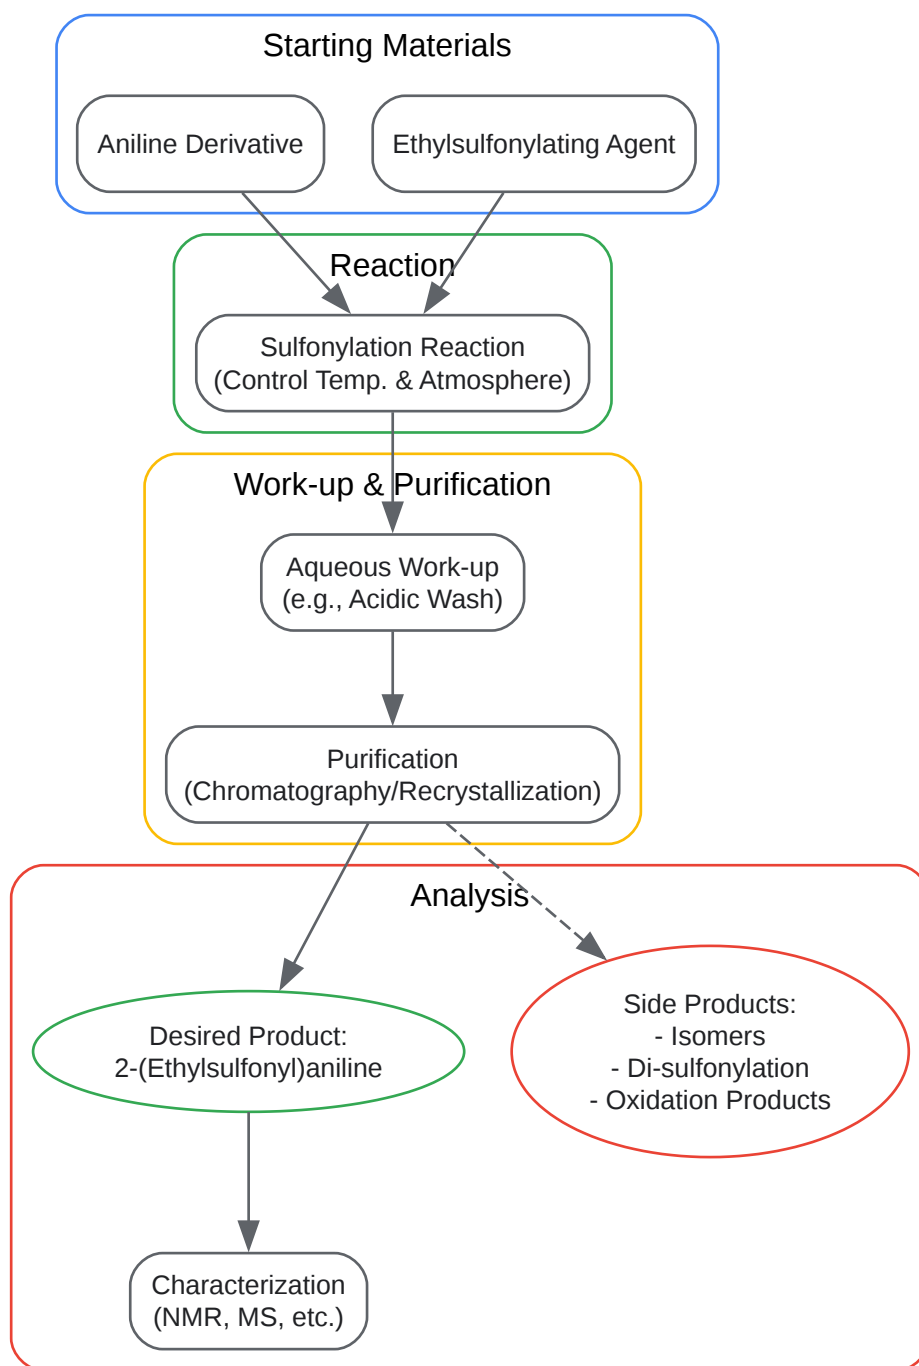 Starting Materials
Aniline Derivative
Ethylsulfonylating Agent
Reaction
Sulfonylation Reaction
(Control Temp. & Atmosphere)
Work-up & Purification
Aqueous Work-up
(e.g., Acidic Wash)
Purification
(Chromatography/Recrystallization)
Analysis
Desired Product:
2-(Ethylsulfonyl)aniline
Side Products:
- Isomers
- Di-sulfonylation
- Oxidation Products
Characterization
(NMR, MS, etc.)